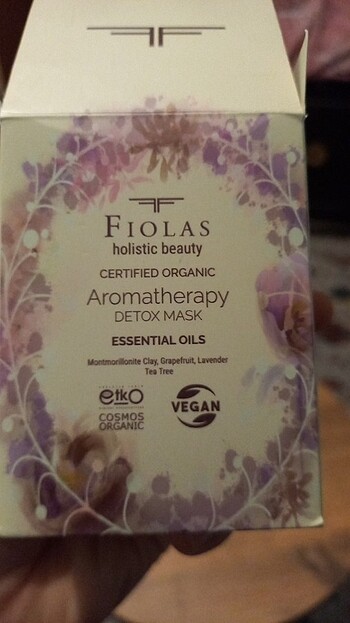 FIOLAS
holistic beauty
CERTIFIED ORGANIC
Aromatherapy
DETOX MASK
ESSENTIAL OILS
Montmorillonite Clay, Grapefruit, Lavender
Tea Tree
etko
COSMOS
ORGANIC
VEGAN